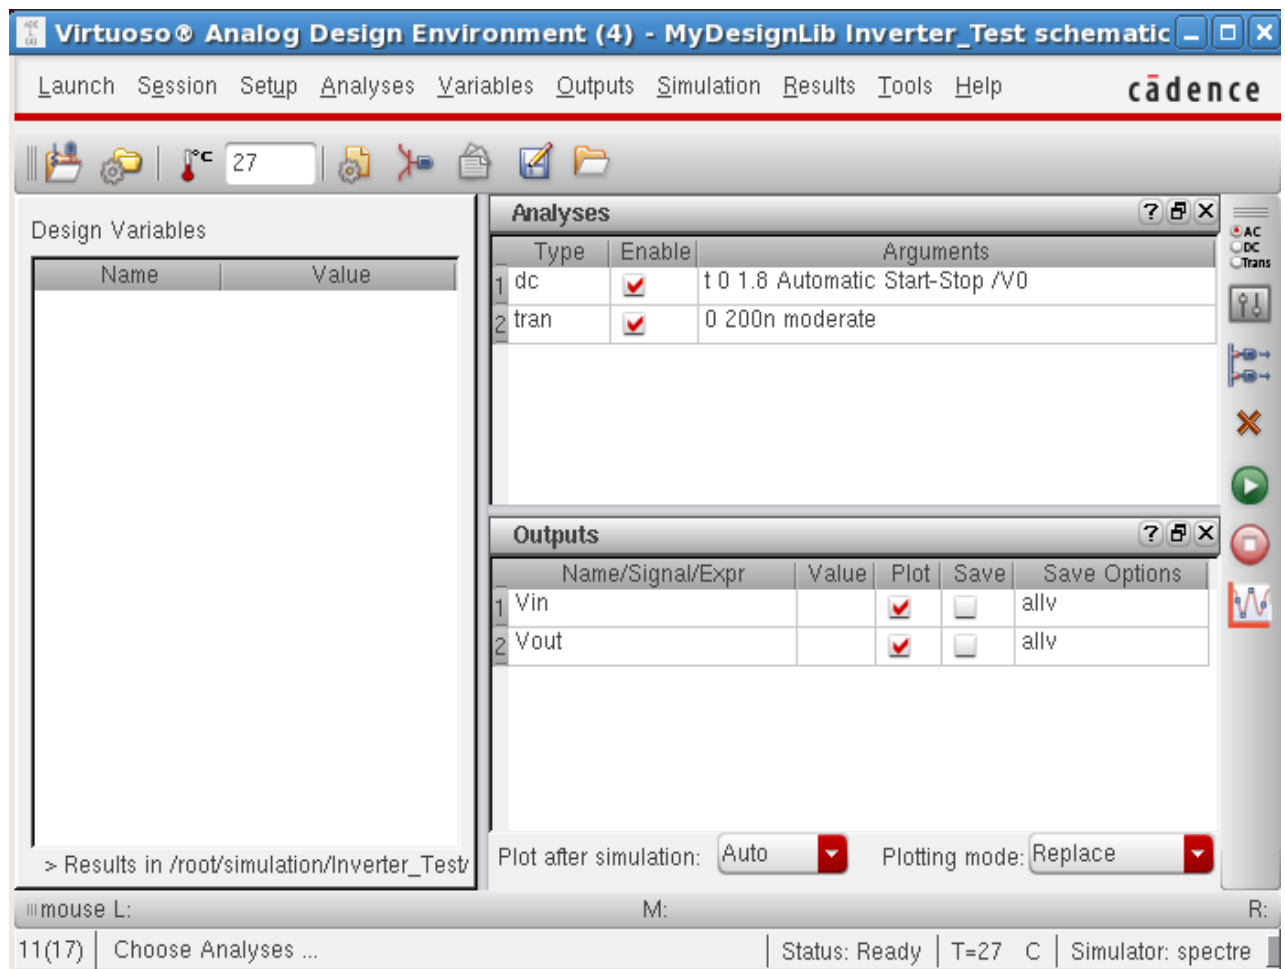 Virtuoso® Analog Design Environment (4) - MyDesignLib Inverter_Test schematic
Launch Session Setup Analyses Variables Outputs Simulation Results Tools Help cādence
°C 27
Design Variables
Name Value
> Results in /root/simulation/Inverter_Test/
Analyses
Type Enable Arguments
1 dc t 0 1.8 Automatic Start-Stop /V0
2 tran 0 200n moderate
AC
DC
Trans
Outputs
Name/Signal/Expr Value Plot Save Save Options
1 Vin allv
2 Vout allv
Plot after simulation: Auto Plotting mode: Replace
mouse L: M: R:
11(17) Choose Analyses ... Status: Ready T=27 C Simulator: spectre